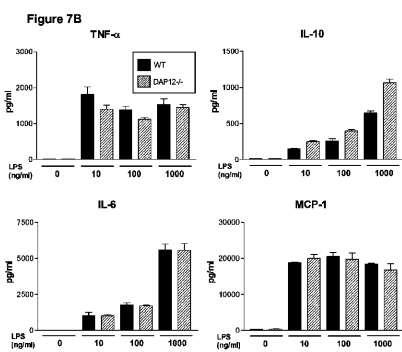 Figure 7B
TNF-α
pg/ml
3000
2000
1000
0
WT
DAP12-/-
LPS
(ng/ml)
0
10
100
1000
IL-10
pg/ml
1500
1000
500
0
LPS
(ng/ml)
0
10
100
1000
IL-6
pg/ml
7500
5000
2500
0
LPS
(ng/ml)
0
10
100
1000
MCP-1
pg/ml
30000
20000
10000
0
LPS
(ng/ml)
0
10
100
1000